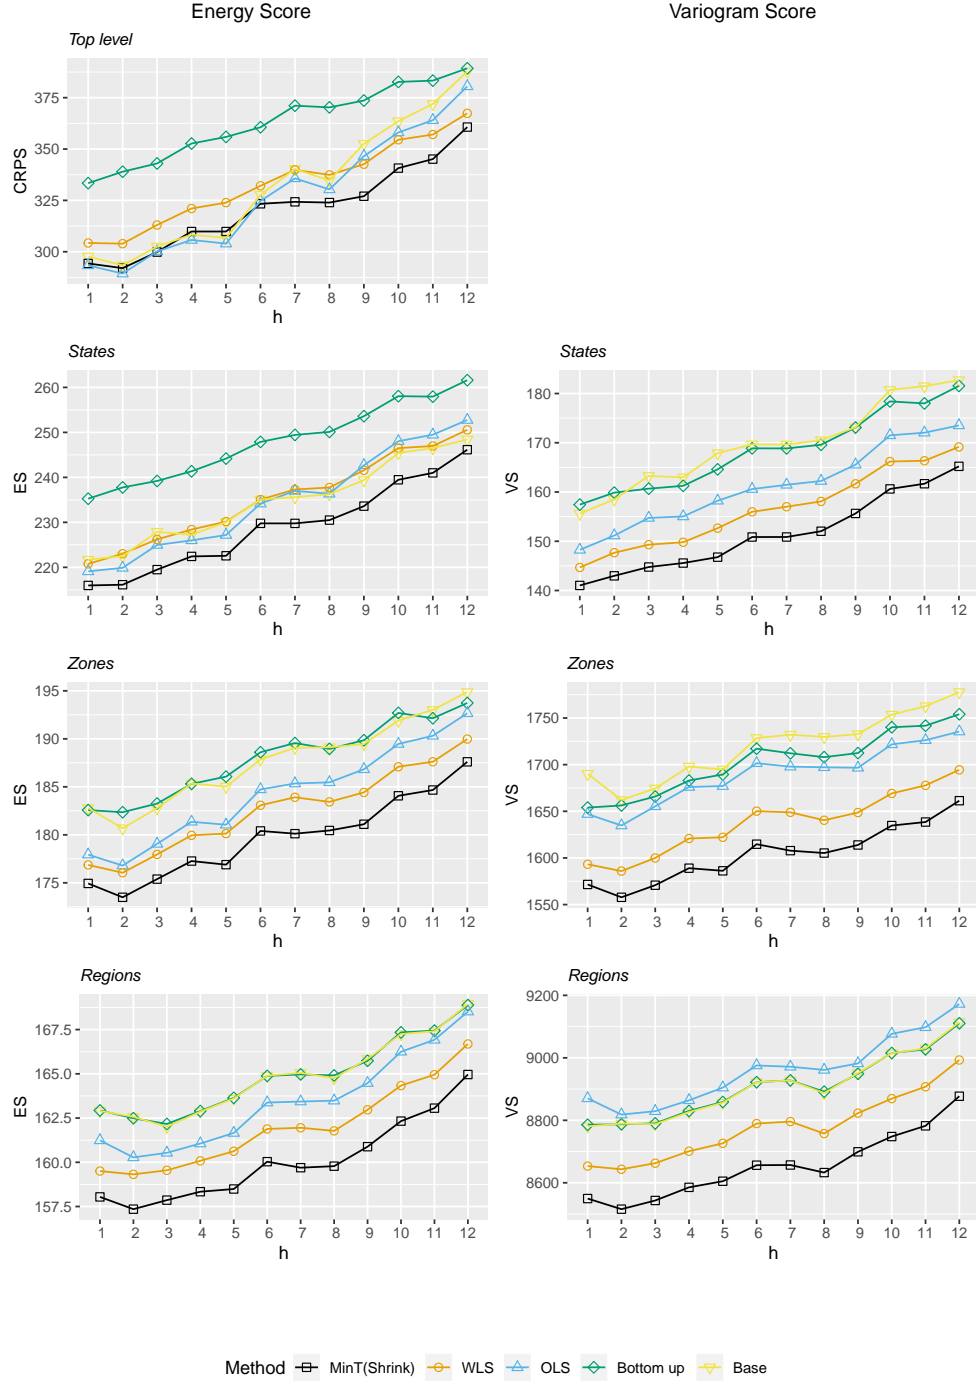 Energy Score
Variogram Score
Top level
CRPS
375
350
325
300
1 2 3 4 5 6 7 8 9 10 11 12
h
States
ES
260
250
240
230
220
1 2 3 4 5 6 7 8 9 10 11 12
h
States
VS
180
170
160
150
140
1 2 3 4 5 6 7 8 9 10 11 12
h
Zones
ES
195
190
185
180
175
1 2 3 4 5 6 7 8 9 10 11 12
h
Zones
VS
1750
1700
1650
1600
1550
1 2 3 4 5 6 7 8 9 10 11 12
h
Regions
ES
167.5
165.0
162.5
160.0
157.5
1 2 3 4 5 6 7 8 9 10 11 12
h
Regions
VS
9200
9000
8800
8600
1 2 3 4 5 6 7 8 9 10 11 12
h
Method MinT(Shrink) WLS OLS Bottom up Base